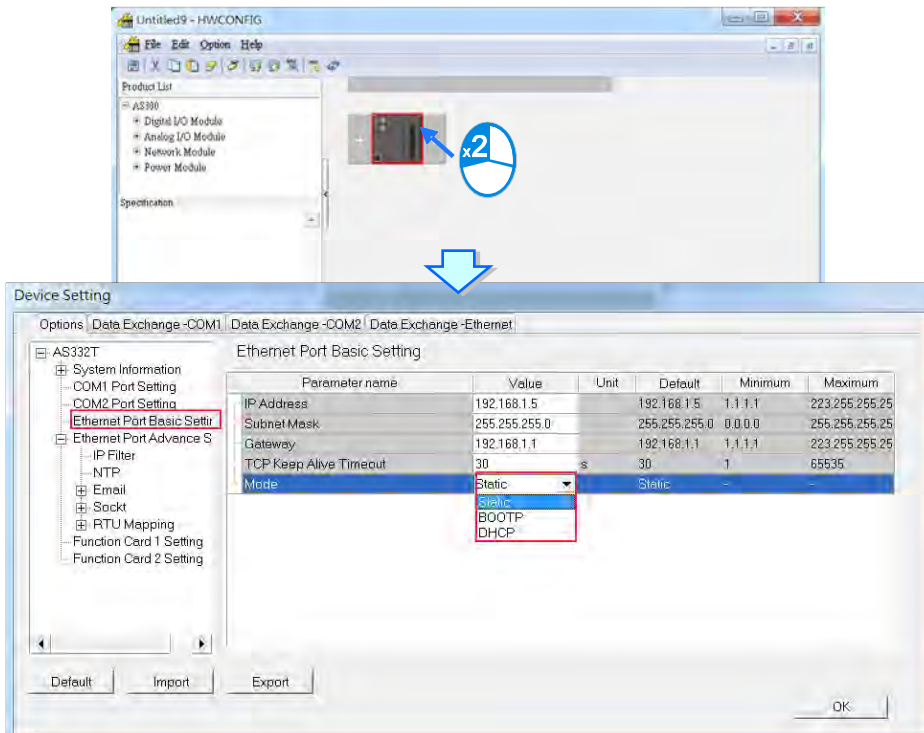 Untitled9 - HWCONFIG
File Edit Option Help
Product List
AS300
Digital I/O Module
Analog I/O Module
Network Module
Power Module
Specification
x2
Device Setting
Options Data Exchange -COM1 Data Exchange -COM2 Data Exchange -Ethernet
AS332T
System Information
COM1 Port Setting
COM2 Port Setting
Ethernet Port Basic Settir
Ethernet Port Advance S
IP Filter
NTP
Email
Sockt
RTU Mapping
Function Card 1 Setting
Function Card 2 Setting
Ethernet Port Basic Setting
Parameter name Value Unit Default Minimum Maximum
IP Address 192.168.1.5 192.168.1.5 1.1.1.1 223.255.255.25
Subnet Mask 255.255.255.0 255.255.255.0 0.0.0.0 255.255.255.25
Gateway 192.168.1.1 192.168.1.1 1.1.1.1 223.255.255.25
TCP Keep Alive Timeout 30 s 30 1 65535
Mode Static Static - -
Static
BOOTP
DHCP
Default Import Export
OK